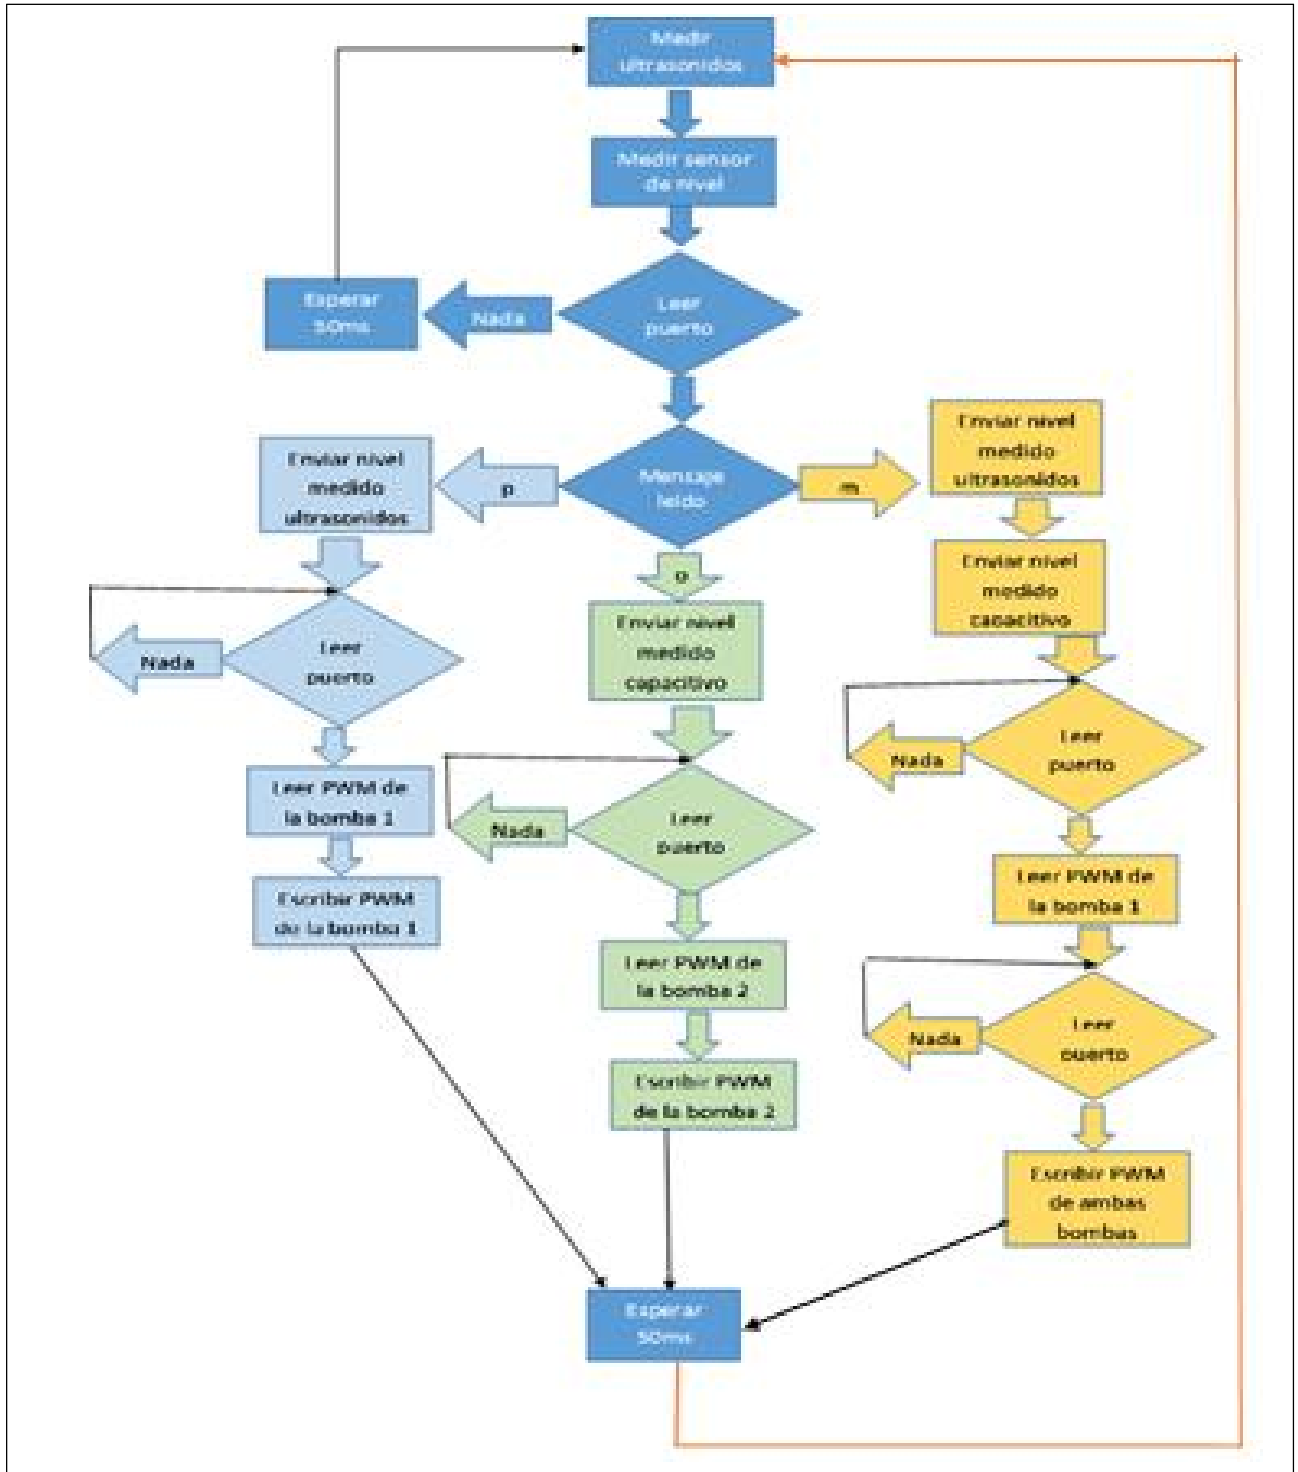 Medir
ultrasonidos
Medir sensor
de nivel
Leer
puerto
Nada
Esperar
50ms
Mensaje
leído
p
o
m
Enviar nivel
medido
ultrasonidos
Leer
puerto
Nada
Leer PWM de
la bomba 1
Escribir PWM
de la bomba 1
Enviar nivel
medido
capacitivo
Leer
puerto
Nada
Leer PWM de
la bomba 2
Escribir PWM
de la bomba 2
Enviar nivel
medido
ultrasonidos
Enviar nivel
medido
capacitivo
Leer
puerto
Nada
Leer PWM de
la bomba 1
Leer
puerto
Nada
Escribir PWM
de ambas
bombas
Esperar
50ms